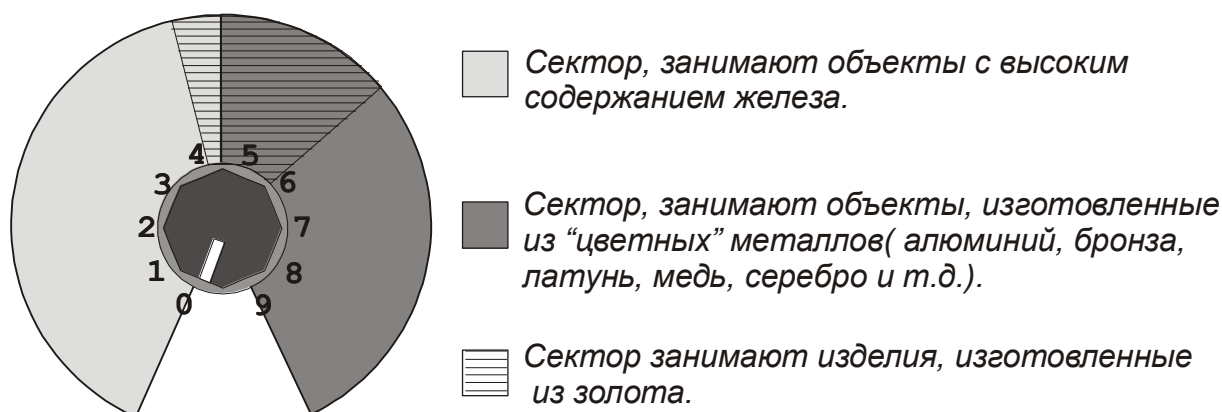 Сектор, занимают объекты с высоким
содержанием железа.
4 5
3 6
2 7
1 8
0 9
Сектор, занимают объекты, изготовленные
из “цветных” металлов( алюминий, бронза,
латунь, медь, серебро и т.д.).
Сектор занимают изделия, изготовленные
из золота.